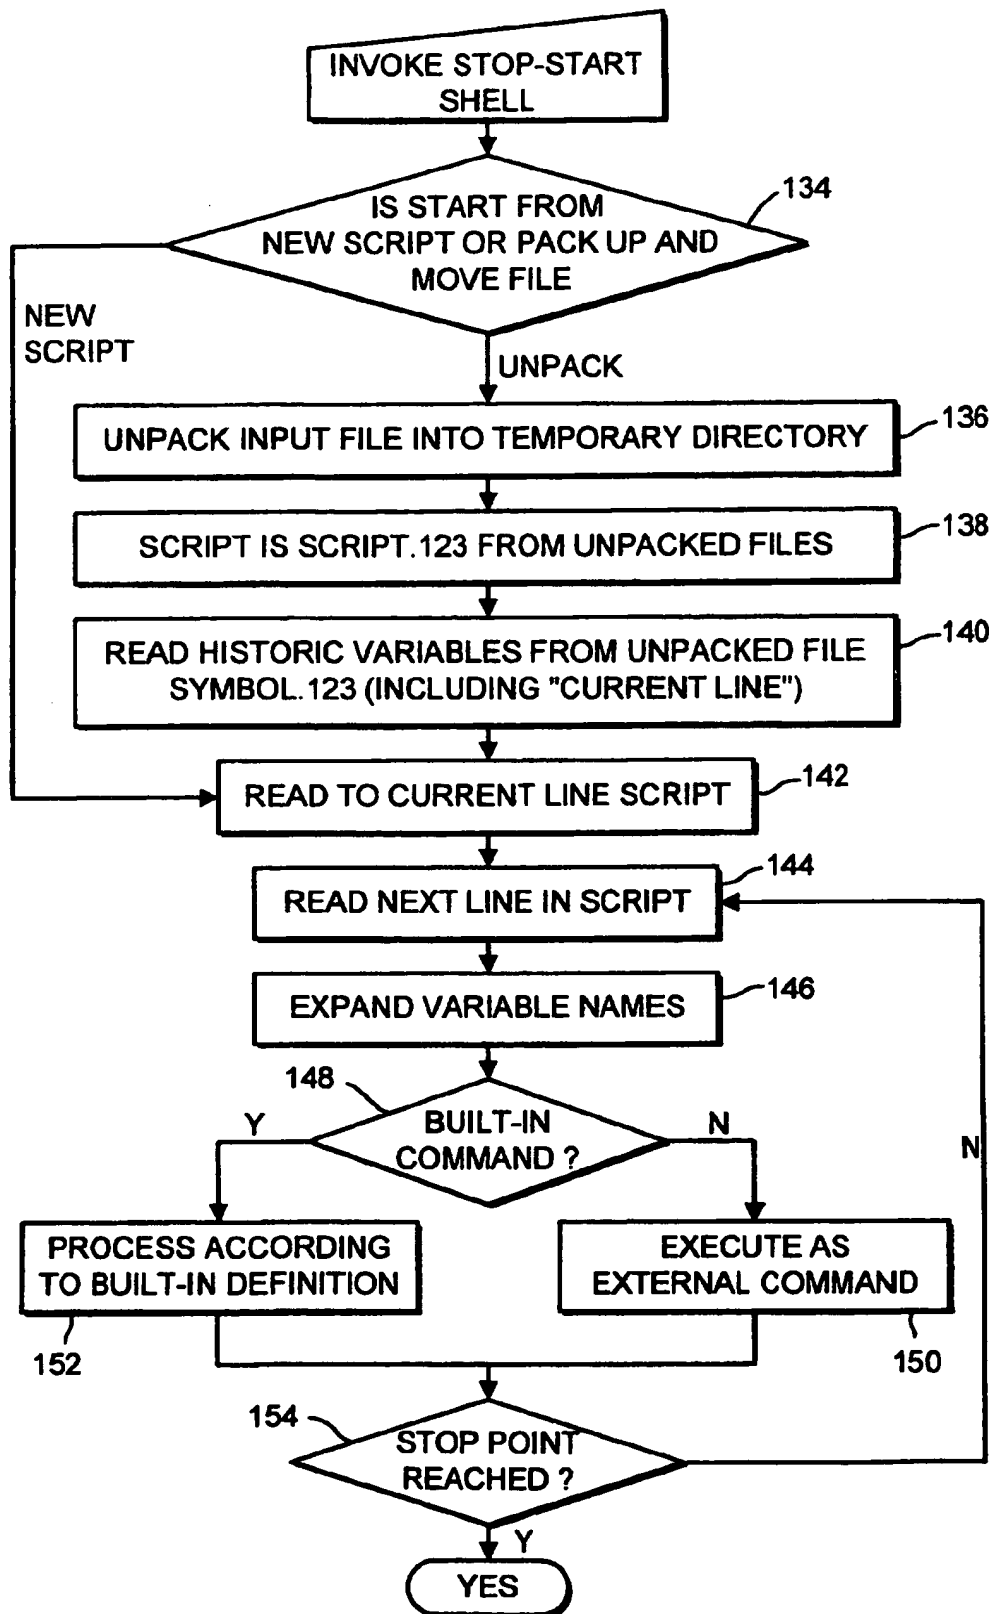 INVOKE STOP-START
SHELL
134
IS START FROM
NEW SCRIPT OR PACK UP AND
MOVE FILE
NEW
SCRIPT
UNPACK
UNPACK INPUT FILE INTO TEMPORARY DIRECTORY
136
SCRIPT IS SCRIPT.123 FROM UNPACKED FILES
138
READ HISTORIC VARIABLES FROM UNPACKED FILE
SYMBOL.123 (INCLUDING "CURRENT LINE")
140
READ TO CURRENT LINE SCRIPT
142
READ NEXT LINE IN SCRIPT
144
EXPAND VARIABLE NAMES
146
148
BUILT-IN
COMMAND ?
Y
N
N
PROCESS ACCORDING
TO BUILT-IN DEFINITION
152
EXECUTE AS
EXTERNAL COMMAND
150
154
STOP POINT
REACHED ?
Y
YES